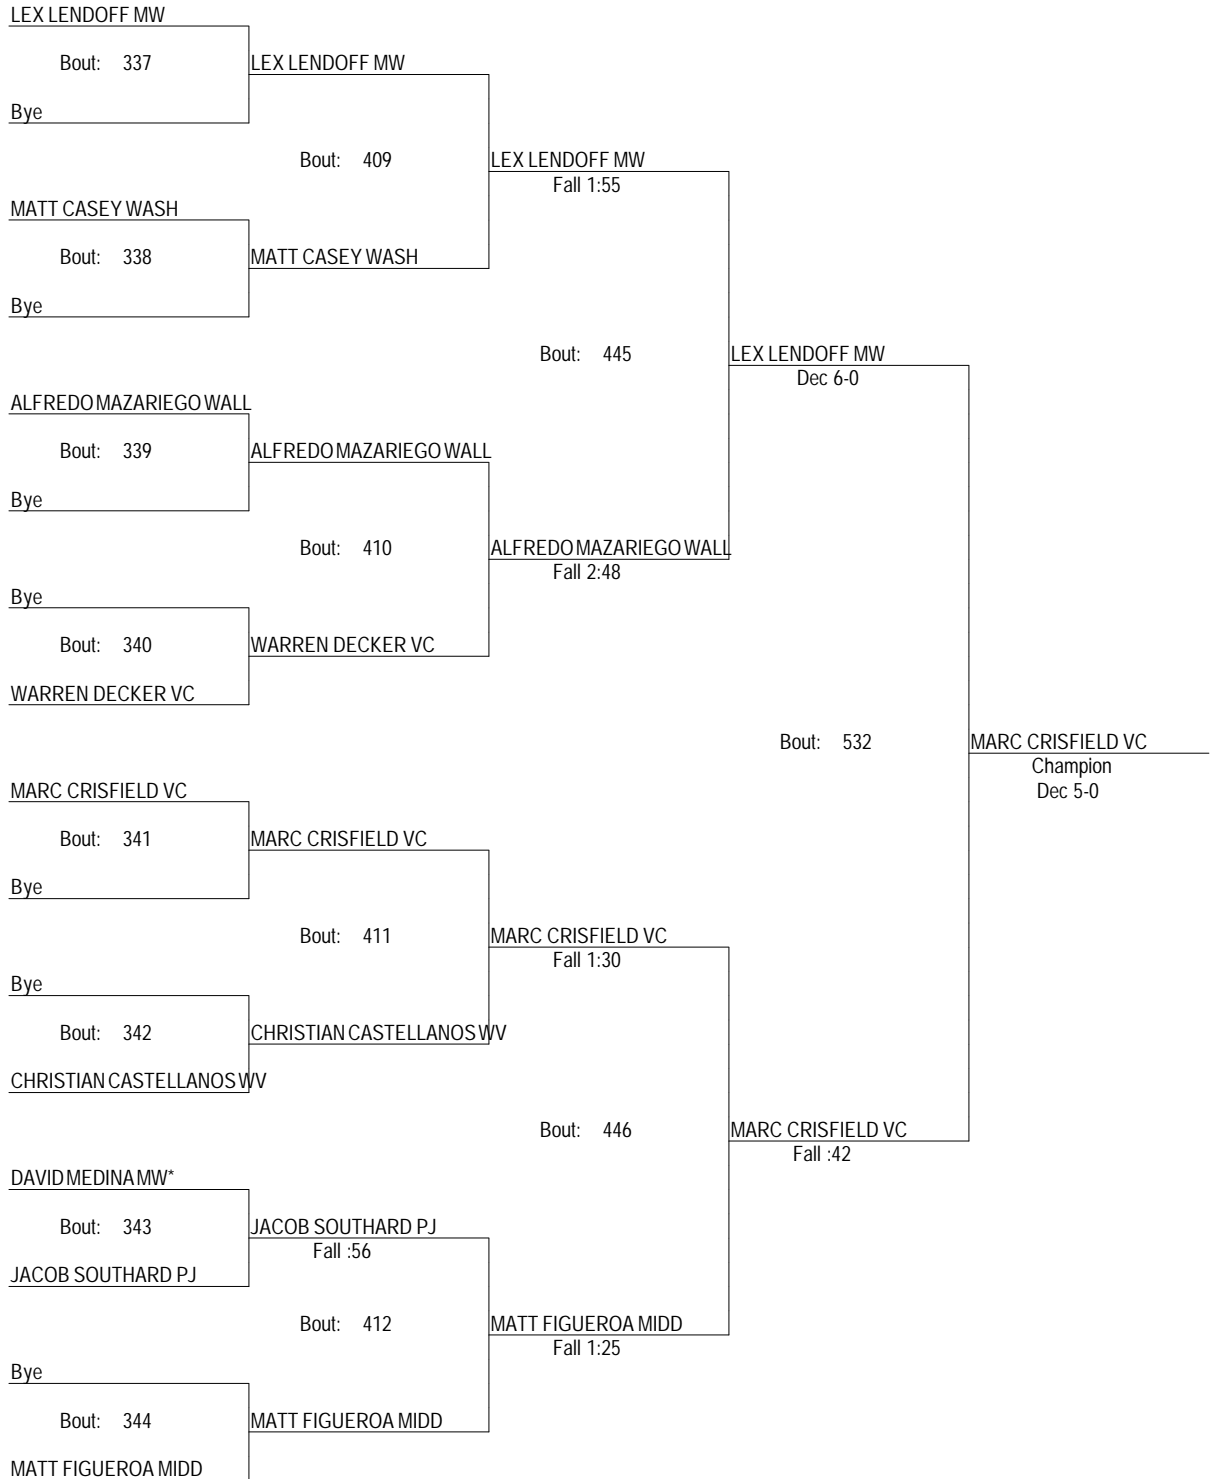 LEX LENDOFF MW
Bout: 337
LEX LENDOFF MW
Bye
Bout: 409
LEX LENDOFF MW
Fall 1:55
MATT CASEY WASH
Bout: 338
MATT CASEY WASH
Bye
Bout: 445
LEX LENDOFF MW
Dec 6-0
ALFREDO MAZARIEGO WALL
Bout: 339
ALFREDO MAZARIEGO WALL
Bye
Bout: 410
ALFREDO MAZARIEGO WALL
Fall 2:48
Bye
Bout: 340
WARREN DECKER VC
WARREN DECKER VC
Bout: 532
MARC CRISFIELD VC
Champion
Dec 5-0
MARC CRISFIELD VC
Bout: 341
MARC CRISFIELD VC
Bye
Bout: 411
MARC CRISFIELD VC
Fall 1:30
Bye
Bout: 342
CHRISTIAN CASTELLANOS WV
CHRISTIAN CASTELLANOS WV
Bout: 446
MARC CRISFIELD VC
Fall :42
DAVID MEDINA MW*
Bout: 343
JACOB SOUTHARD PJ
Fall :56
JACOB SOUTHARD PJ
Bout: 412
MATT FIGUEROA MIDD
Fall 1:25
Bye
Bout: 344
MATT FIGUEROA MIDD
MATT FIGUEROA MIDD